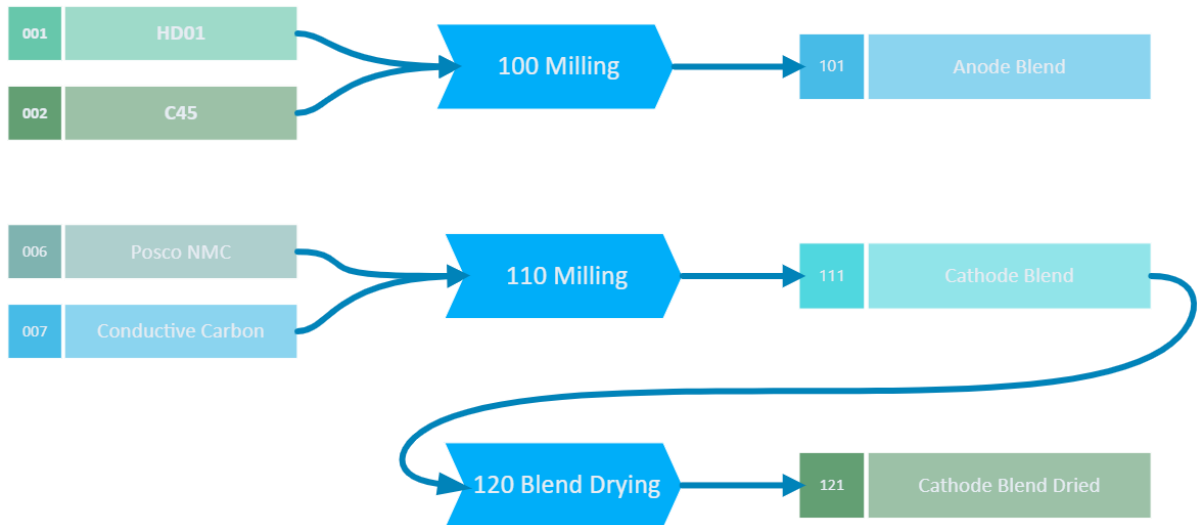 001 HD01
002 C45
100 Milling
101 Anode Blend
006 Posco NMC
007 Conductive Carbon
110 Milling
111 Cathode Blend
120 Blend Drying
121 Cathode Blend Dried